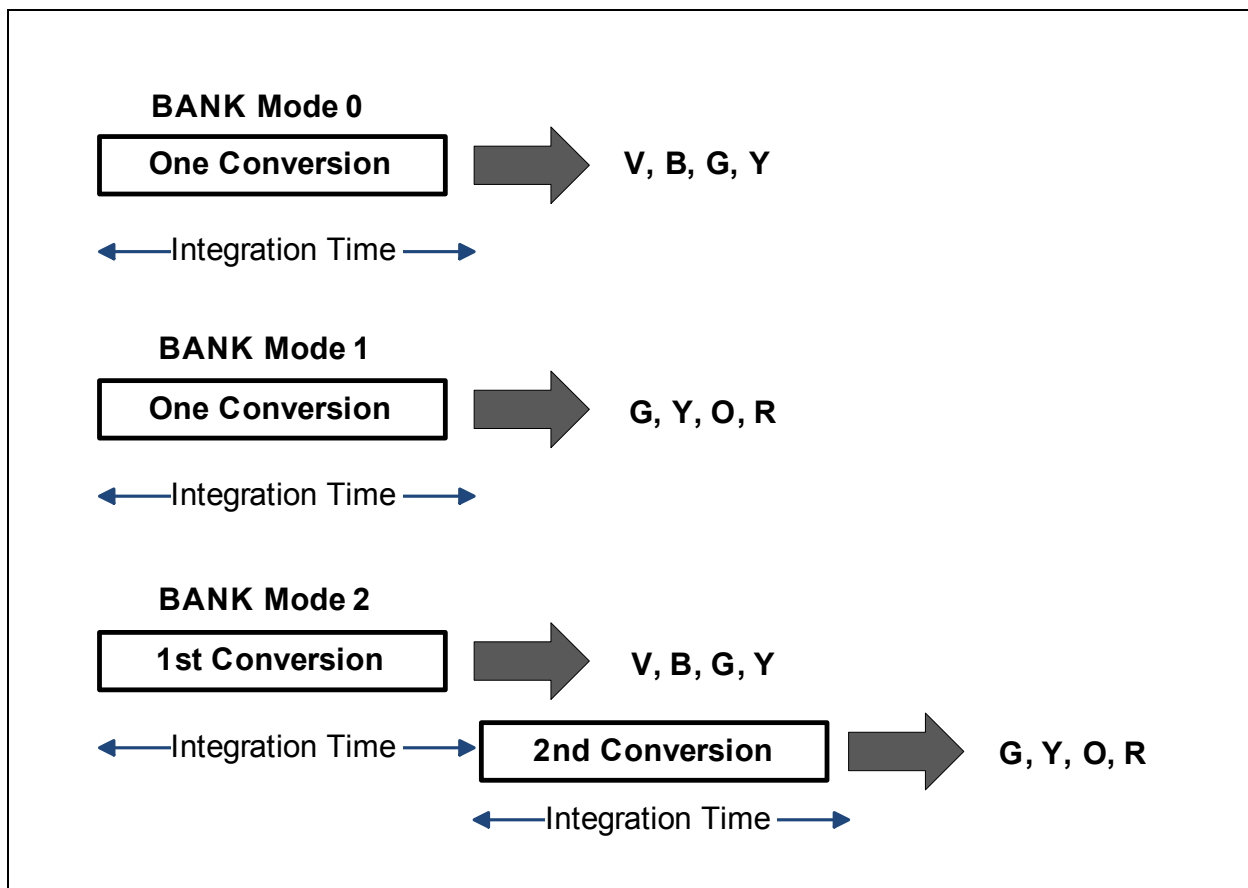 BANK Mode 0
One Conversion
V, B, G, Y
Integration Time
BANK Mode 1
One Conversion
G, Y, O, R
Integration Time
BANK Mode 2
1st Conversion
V, B, G, Y
Integration Time
2nd Conversion
G, Y, O, R
Integration Time